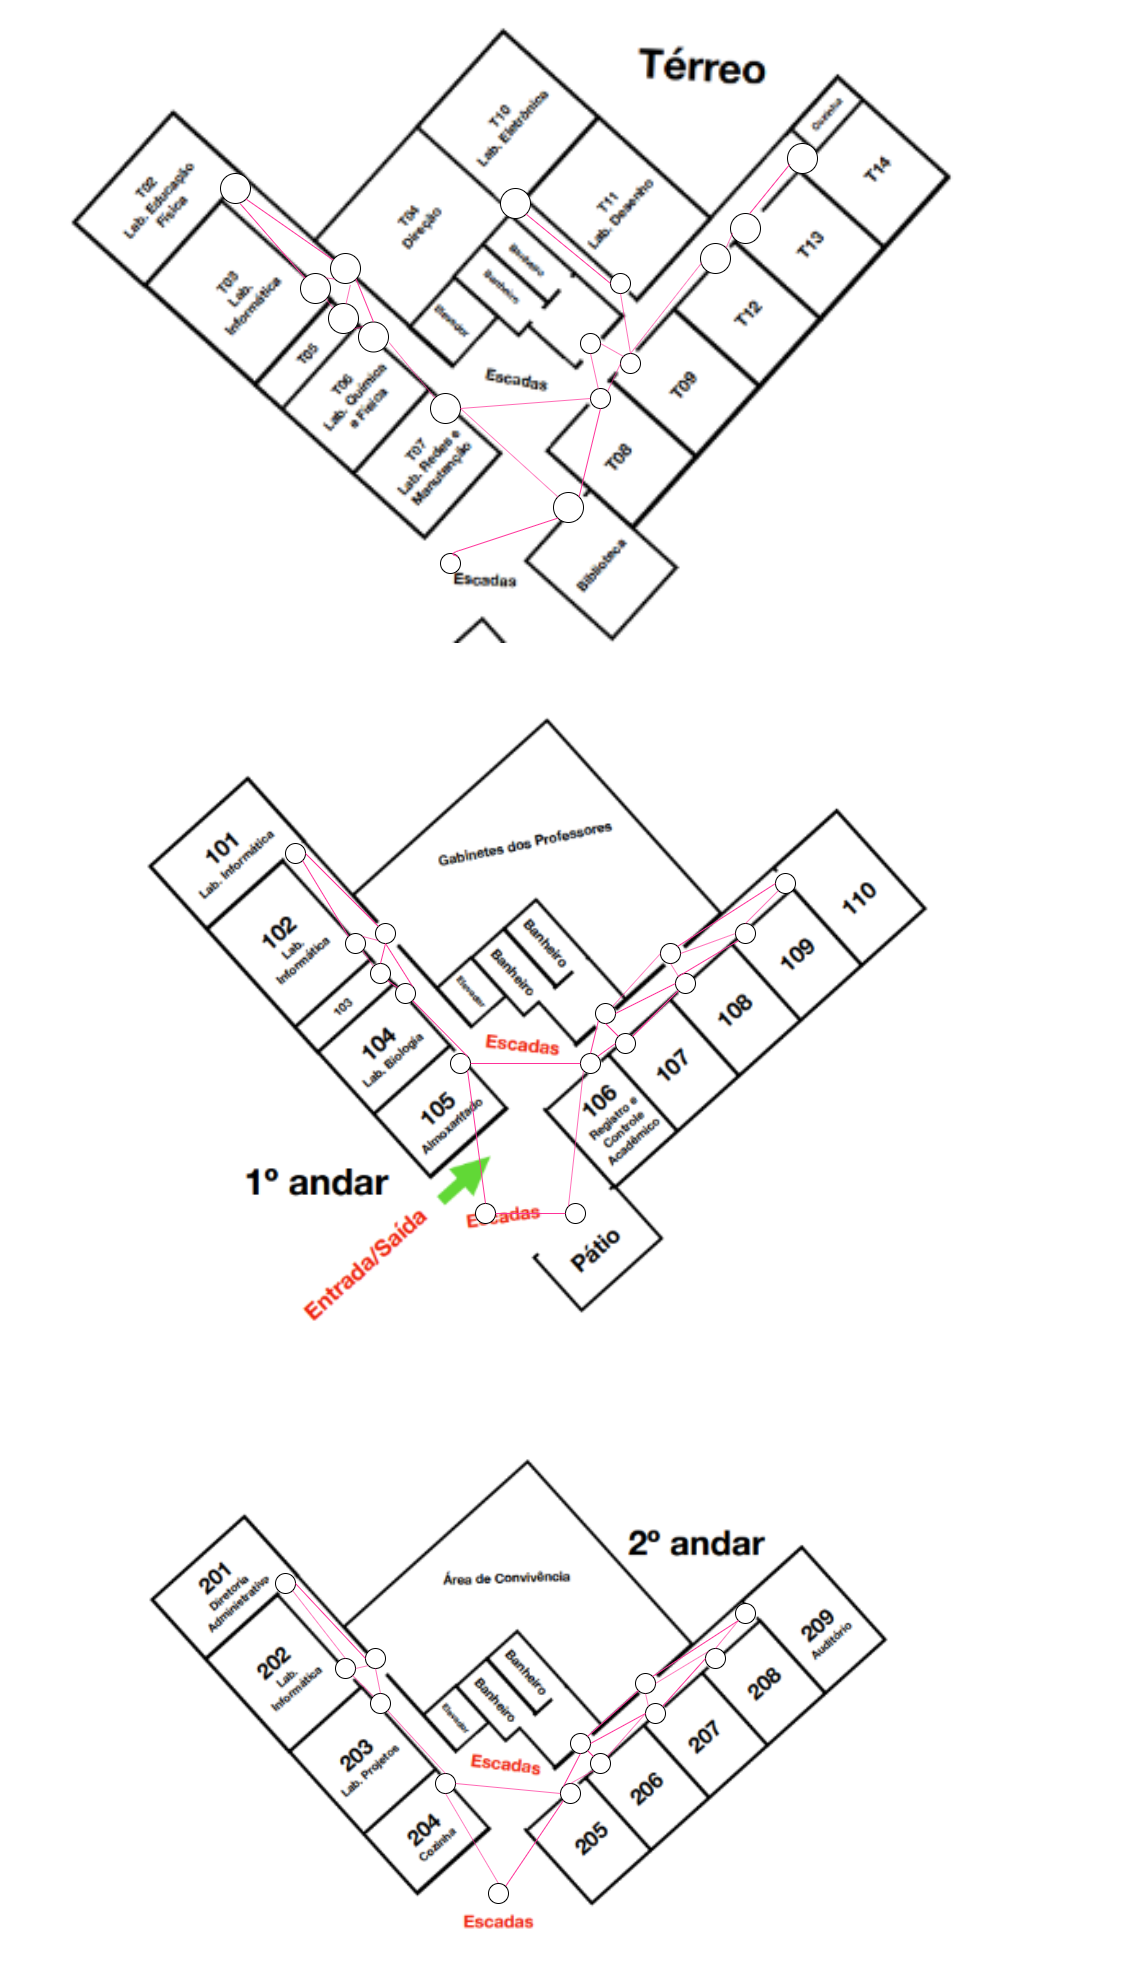 Térreo
T10
Lab. Eletrônica
Cozinha
T02
Lab. Educação
Física
T04
Direção
T11
Lab. Desenho
T14
T13
T03
Lab.
Informática
Banheiro
Banheiro
Elevador
T12
T05
T06
Lab. Química
e Física
Escadas
T09
T07
Lab. Redes e
Manutenção
T08
Escadas
Biblioteca
Gabinetes dos Professores
101
Lab. Informática
102
Lab.
Informática
Banheiro
Banheiro
Elevador
110
109
103
104
Lab. Biologia
Escadas
108
107
105
Almoxarifado
106
Registro e
Controle
Acadêmico
1º andar
Entrada/Saída
Escadas
Pátio
2º andar
Área de Convivência
201
Diretoria
Administrativa
202
Lab.
Informática
Banheiro
Banheiro
Elevador
209
Auditório
208
203
Lab. Projetos
Escadas
207
206
204
Cozinha
205
Escadas